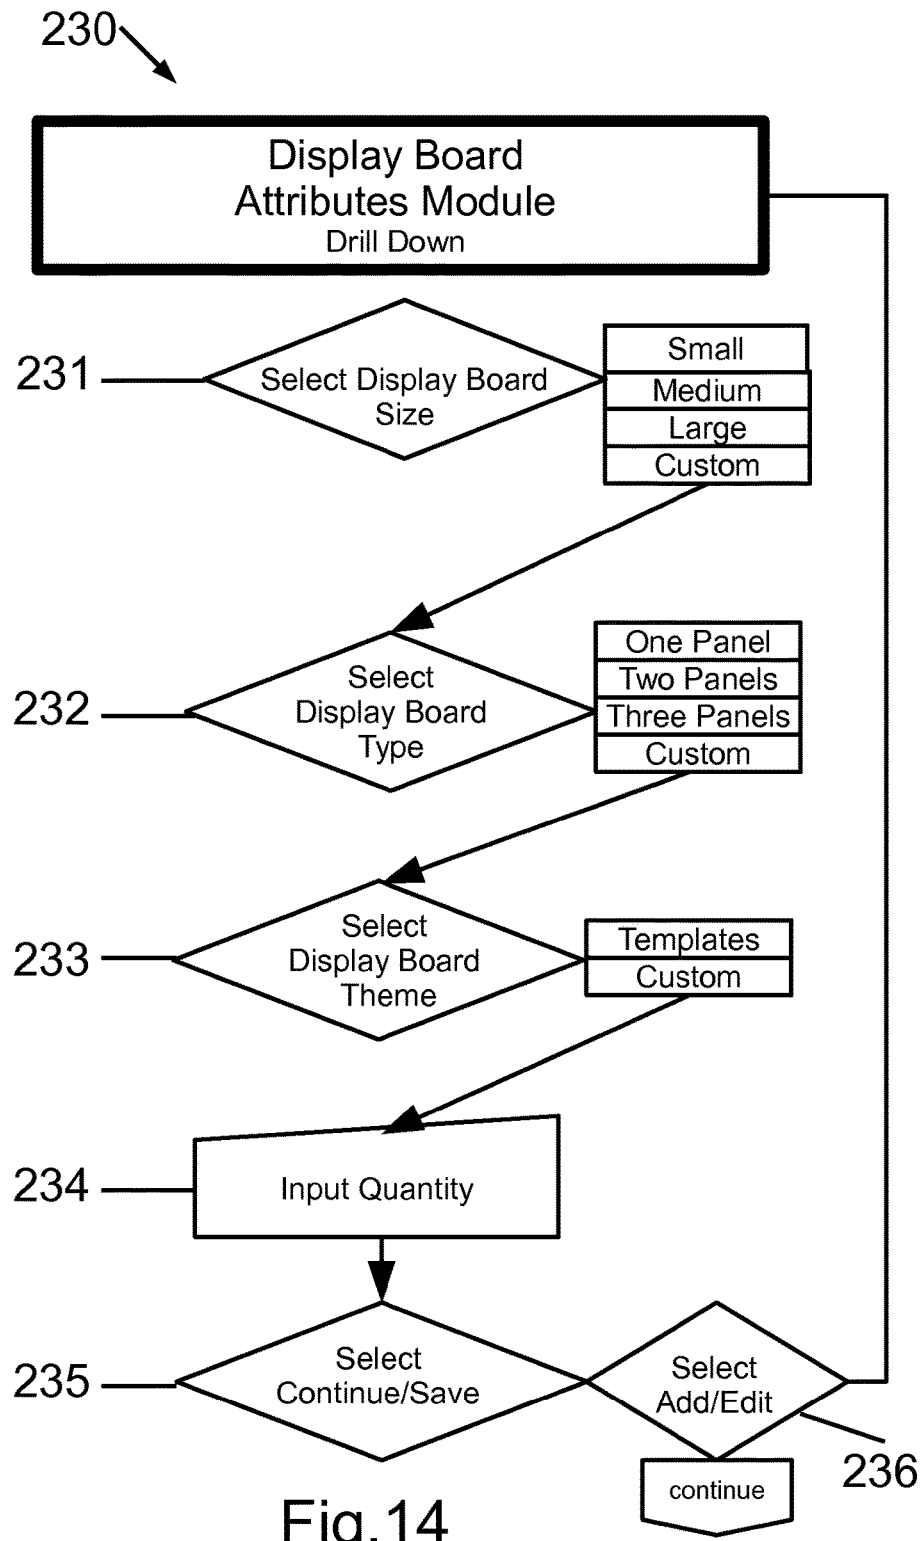 230
Display Board
Attributes Module
Drill Down
231
Select Display Board
Size
Small
Medium
Large
Custom
232
Select
Display Board
Type
One Panel
Two Panels
Three Panels
Custom
233
Select
Display Board
Theme
Templates
Custom
234
Input Quantity
235
Select
Continue/Save
Select
Add/Edit
236
continue
Fig.14